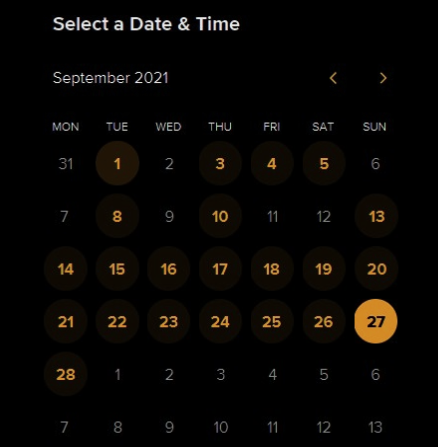 Select a Date & Time
September 2021
MON TUE WED THU FRI SAT SUN
31 1 2 3 4 5 6
7 8 9 10 11 12 13
14 15 16 17 18 19 20
21 22 23 24 25 26 27
28 1 2 3 4 5 6
7 8 9 10 11 12 13